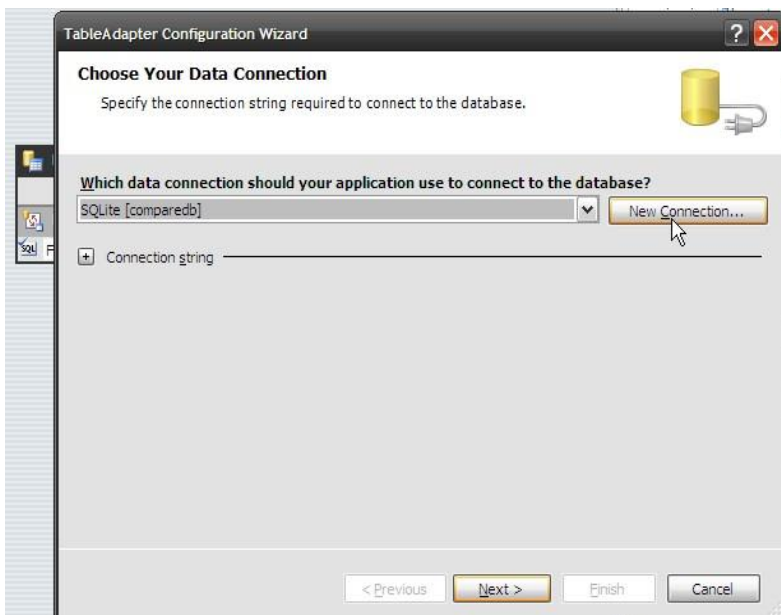 TableAdapter Configuration Wizard
?
X
Choose Your Data Connection
Specify the connection string required to connect to the database.
Which data connection should your application use to connect to the database?
SQLite [comparedb]
New Connection...
+ Connection string
SQL F
< Previous
Next >
Finish
Cancel